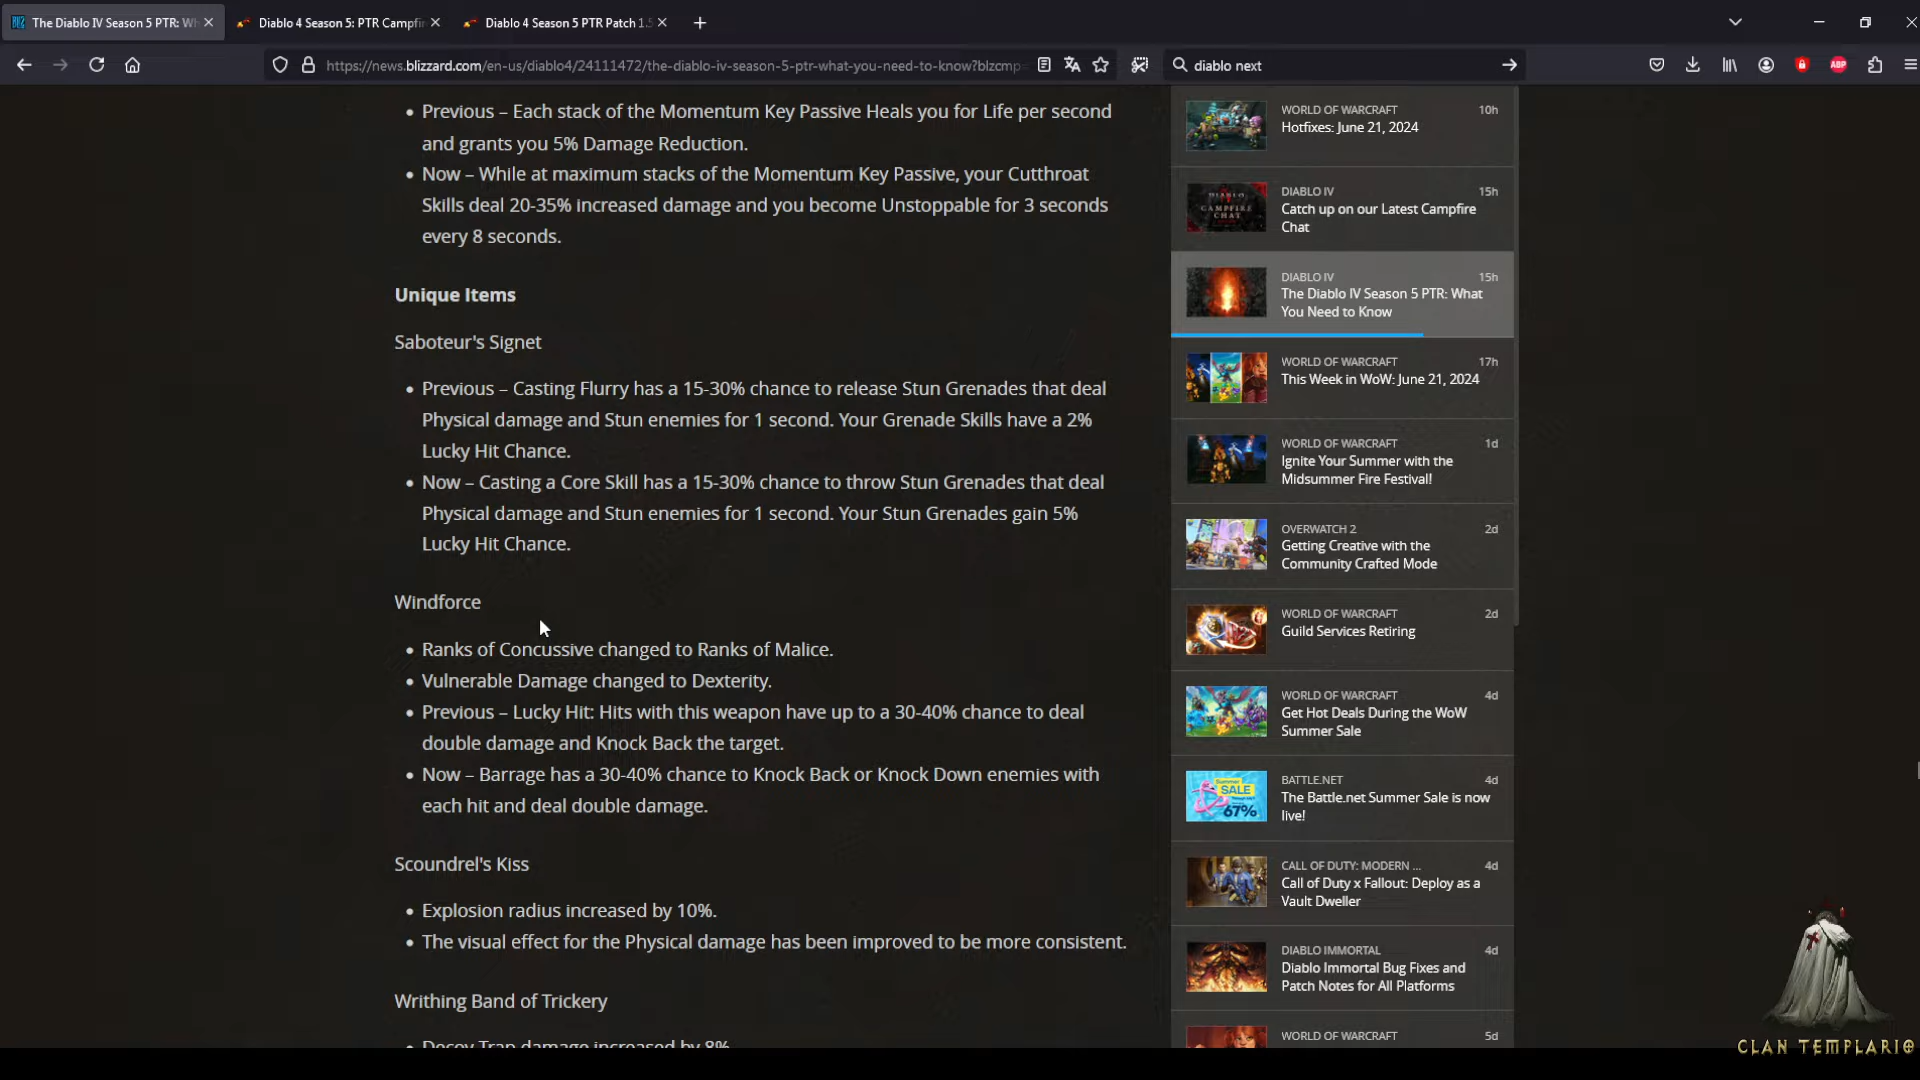 The Diablo IV Season 5 PTR: Wh
Diablo 4 Season 5: PTR Campfir
Diablo 4 Season 5 PTR Patch 1.5
https://news.blizzard.com/en-us/diablo4/24111472/the-diablo-iv-season-5-ptr-what-you-need-to-know?blzcmp=
diablo next
ABP
• Previous – Each stack of the Momentum Key Passive Heals you for Life per second
and grants you 5% Damage Reduction.
• Now – While at maximum stacks of the Momentum Key Passive, your Cutthroat
Skills deal 20-35% increased damage and you become Unstoppable for 3 seconds
every 8 seconds.
Unique Items
Saboteur's Signet
• Previous – Casting Flurry has a 15-30% chance to release Stun Grenades that deal
Physical damage and Stun enemies for 1 second. Your Grenade Skills have a 2%
Lucky Hit Chance.
• Now – Casting a Core Skill has a 15-30% chance to throw Stun Grenades that deal
Physical damage and Stun enemies for 1 second. Your Stun Grenades gain 5%
Lucky Hit Chance.
Windforce
• Ranks of Concussive changed to Ranks of Malice.
• Vulnerable Damage changed to Dexterity.
• Previous – Lucky Hit: Hits with this weapon have up to a 30-40% chance to deal
double damage and Knock Back the target.
• Now – Barrage has a 30-40% chance to Knock Back or Knock Down enemies with
each hit and deal double damage.
Scoundrel's Kiss
• Explosion radius increased by 10%.
• The visual effect for the Physical damage has been improved to be more consistent.
Writhing Band of Trickery
• Decoy Trap damage increased by 8%
WORLD OF WARCRAFT 10h
Hotfixes: June 21, 2024
DIABLO IV 15h
Catch up on our Latest Campfire
Chat
DIABLO
CAMPFIRE
CHAT
DIABLO IV 15h
The Diablo IV Season 5 PTR: What
You Need to Know
WORLD OF WARCRAFT 17h
This Week in WoW: June 21, 2024
WORLD OF WARCRAFT 1d
Ignite Your Summer with the
Midsummer Fire Festival!
OVERWATCH 2 2d
Getting Creative with the
Community Crafted Mode
WORLD OF WARCRAFT 2d
Guild Services Retiring
WORLD OF WARCRAFT 4d
Get Hot Deals During the WoW
Summer Sale
BATTLE.NET 4d
The Battle.net Summer Sale is now
live!
Summer
SALE
67%
CALL OF DUTY: MODERN ... 4d
Call of Duty x Fallout: Deploy as a
Vault Dweller
DIABLO IMMORTAL 4d
Diablo Immortal Bug Fixes and
Patch Notes for All Platforms
WORLD OF WARCRAFT 5d
CLAN TEMPLARIO